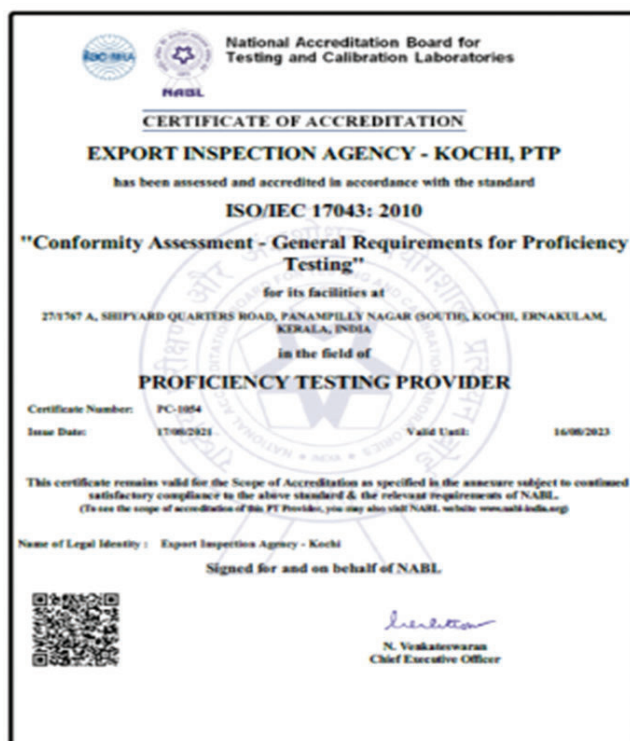 ilac-MRA
NABL
National Accreditation Board for
Testing and Calibration Laboratories
CERTIFICATE OF ACCREDITATION
EXPORT INSPECTION AGENCY - KOCHI, PTP
has been assessed and accredited in accordance with the standard
ISO/IEC 17043: 2010
"Conformity Assessment - General Requirements for Proficiency
Testing"
for its facilities at
27/1767 A, SHIPYARD QUARTERS ROAD, PANAMPILLY NAGAR (SOUTH), KOCHI, ERNAKULAM,
KERALA, INDIA
in the field of
PROFICIENCY TESTING PROVIDER
Certificate Number: PC-1054
Issue Date: 17/08/2021 Valid Until: 16/08/2023
This certificate remains valid for the Scope of Accreditation as specified in the annexure subject to continued
satisfactory compliance to the above standard & the relevant requirements of NABL.
(To see the scope of accreditation of this PT Provider, you may also visit NABL website www.nabl-india.org)
Name of Legal Identity : Export Inspection Agency - Kochi
Signed for and on behalf of NABL
N. Venkateswaran
Chief Executive Officer